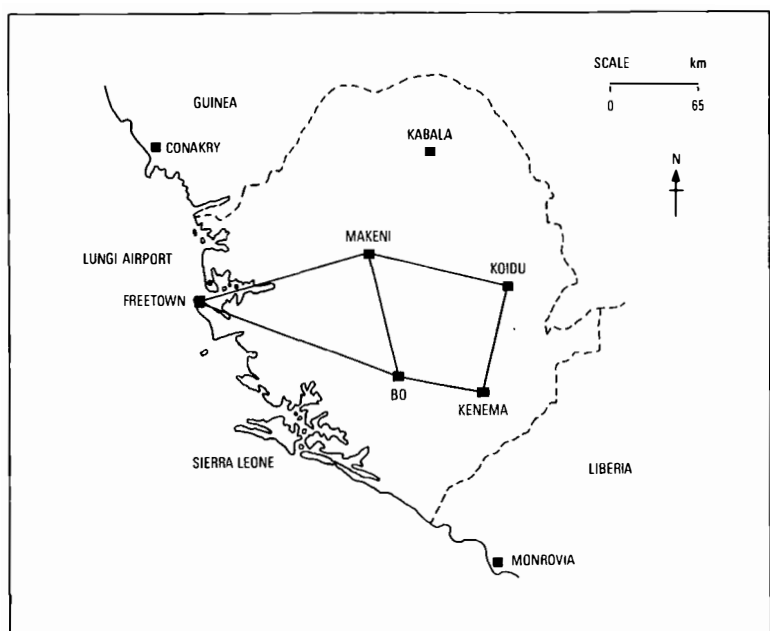 SCALE km
0 65
GUINEA
CONAKRY
KABALA
N
MAKENI
LUNGI AIRPORT
KOIDU
FREETOWN
BO
KENEMA
SIERRA LEONE
LIBERIA
MONROVIA